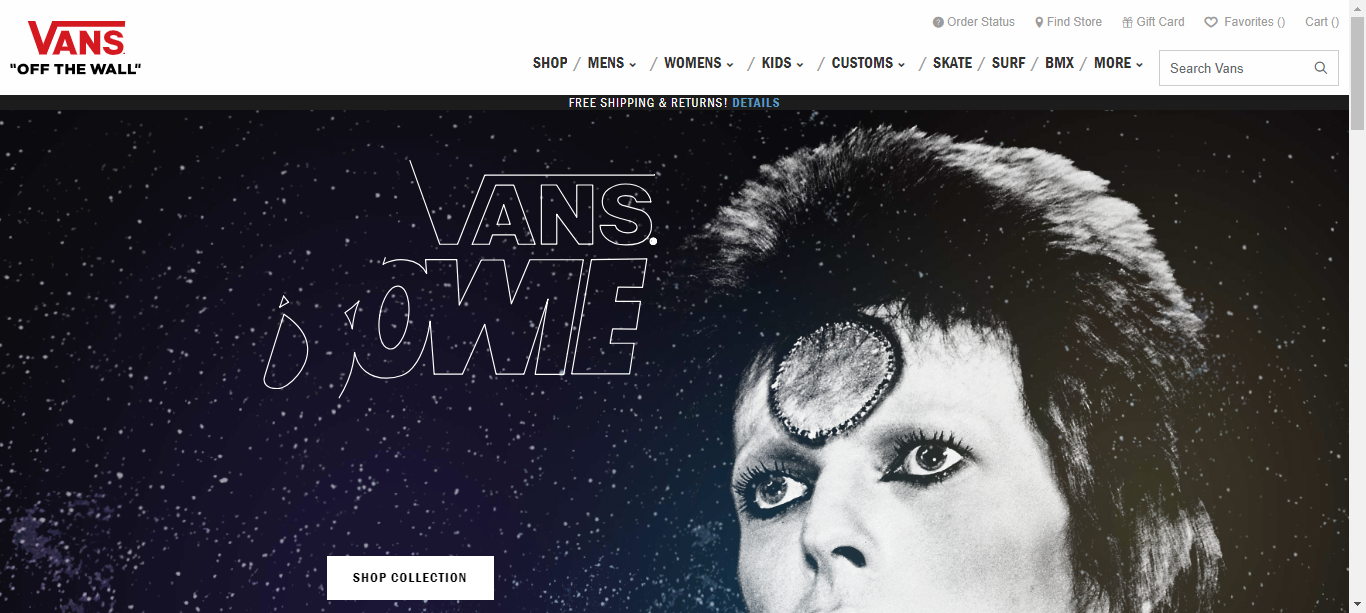 Order Status
Find Store
Gift Card
Favorites ()
Cart ()
VANS
"OFF THE WALL"
SHOP / MENS / WOMENS / KIDS / CUSTOMS / SKATE / SURF / BMX / MORE
Search Vans
FREE SHIPPING & RETURNS! DETAILS
VANS.
BOWIE
SHOP COLLECTION